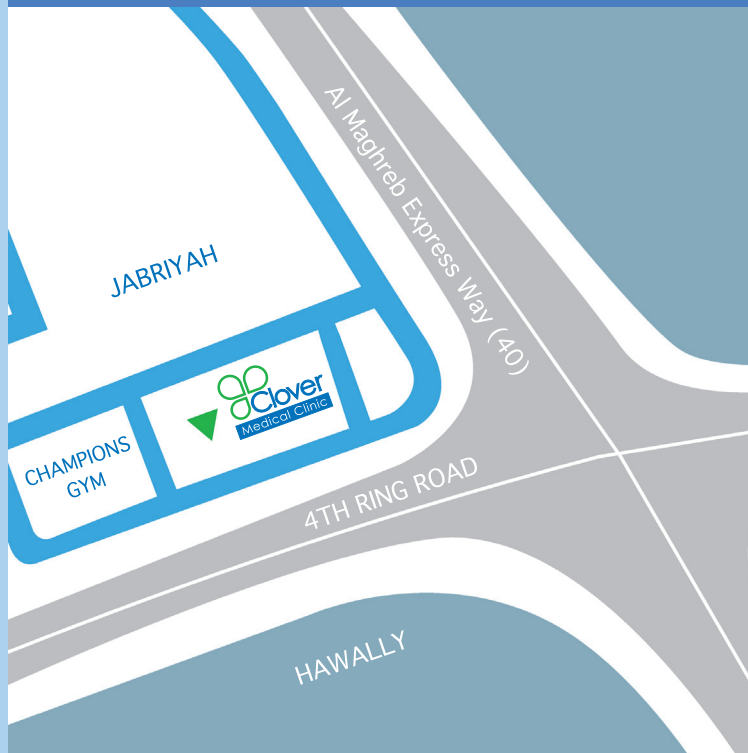 Al Maghreb Express Way (40)
JABRIYAH
Clover
Medical Clinic
CHAMPIONS
GYM
4TH RING ROAD
HAWALLY